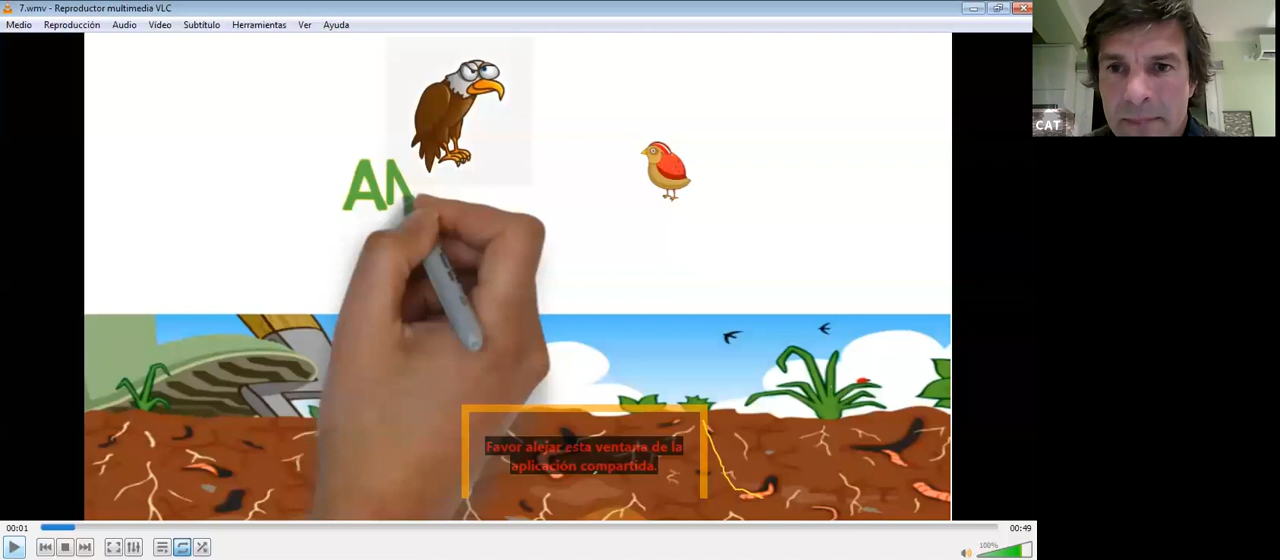 7.wmv - Reproductor multimedia VLC
Medio Reproducción Audio Vídeo Subtítulo Herramientas Ver Ayuda
CAT
AN
Favor alejar esta ventana de la
aplicación compartida.
00:01
00:49
100%